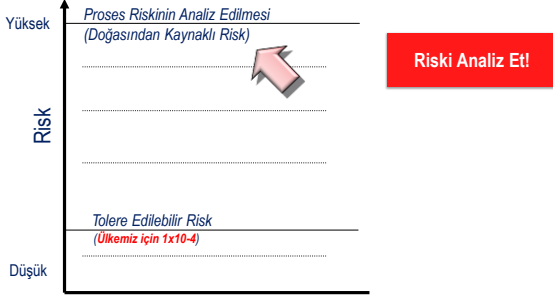 Yüksek
Proses Riskinin Analiz Edilmesi
(Doğasından Kaynaklı Risk)
Riski Analiz Et!
Risk
Tolere Edilebilir Risk
(Ülkemiz için 1x10-4)
Düşük